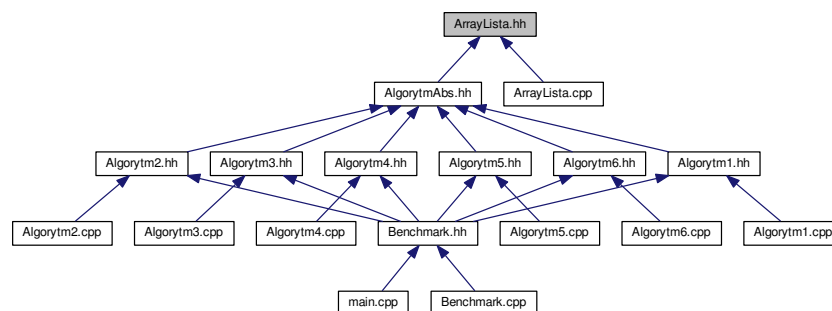 ArrayLista.hh
AlgorytmAbs.hh
ArrayLista.cpp
Algorytm2.hh
Algorytm3.hh
Algorytm4.hh
Algorytm5.hh
Algorytm6.hh
Algorytm1.hh
Algorytm2.cpp
Algorytm3.cpp
Algorytm4.cpp
Benchmark.hh
Algorytm5.cpp
Algorytm6.cpp
Algorytm1.cpp
main.cpp
Benchmark.cpp